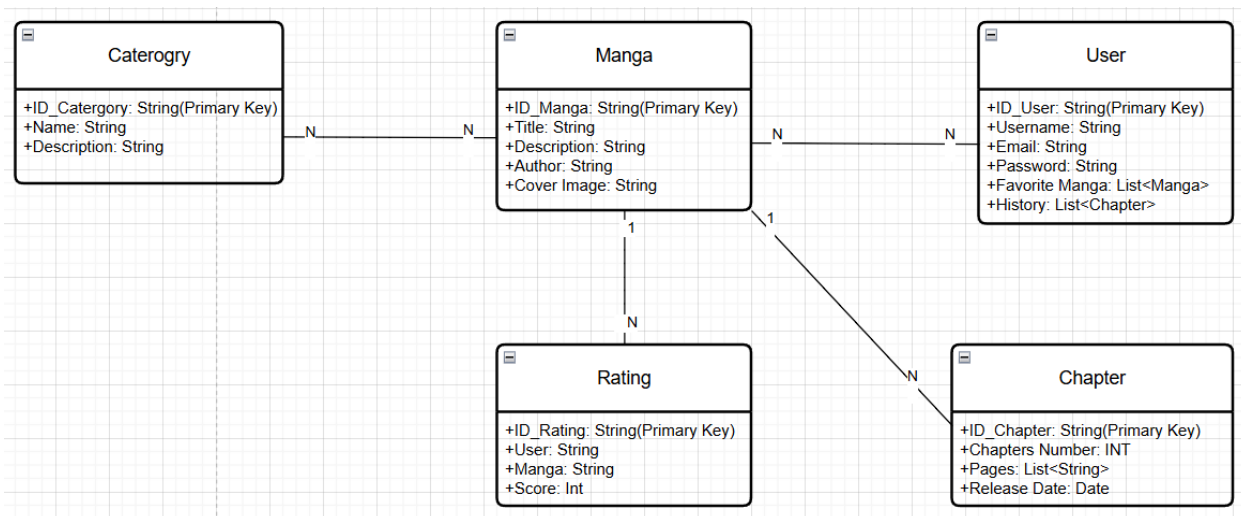 Caterogry
+ID_Catergory: String(Primary Key)
+Name: String
+Description: String
N
N
Manga
+ID_Manga: String(Primary Key)
+Title: String
+Description: String
+Author: String
+Cover Image: String
N
N
User
+ID_User: String(Primary Key)
+Username: String
+Email: String
+Password: String
+Favorite Manga: List<Manga>
+History: List<Chapter>
1
N
1
N
Rating
+ID_Rating: String(Primary Key)
+User: String
+Manga: String
+Score: Int
Chapter
+ID_Chapter: String(Primary Key)
+Chapters Number: INT
+Pages: List<String>
+Release Date: Date